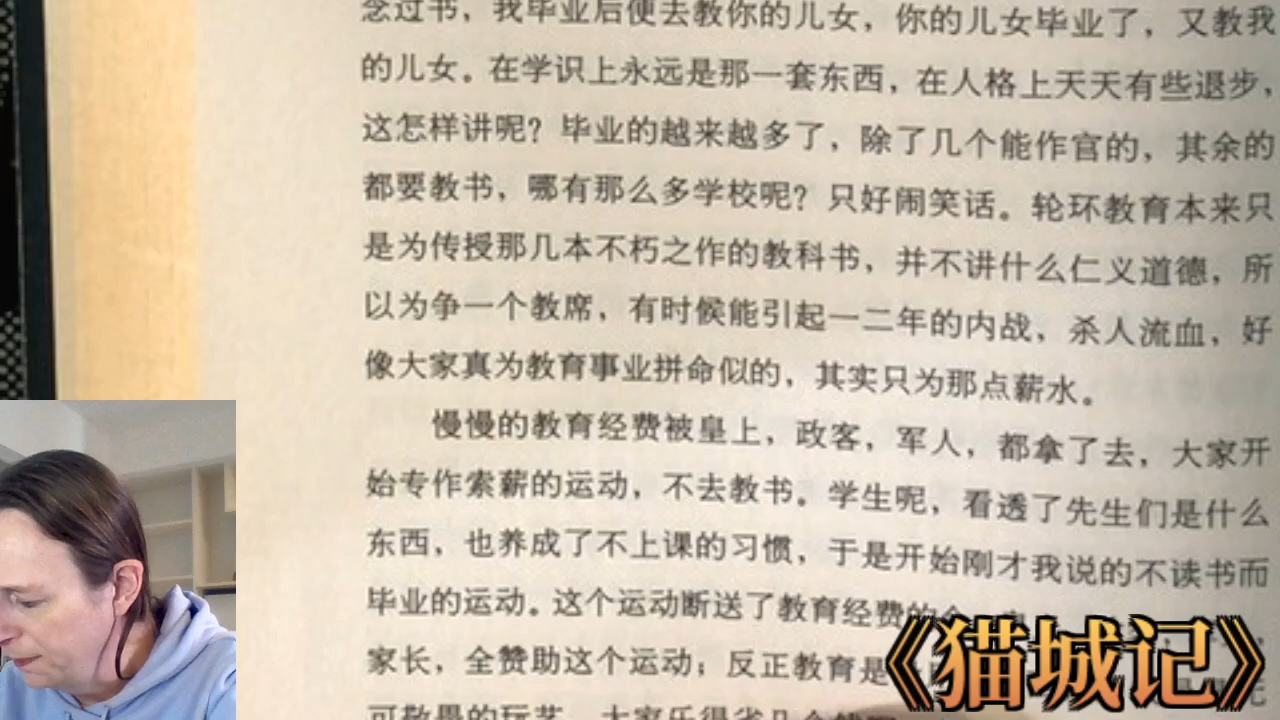 念过书，我毕业后便去教你的儿女，你的儿女毕业了，又教我
的儿女。在学识上永远是那一套东西，在人格上天天有些退步，
这怎样讲呢？毕业的越来越多了，除了几个能作官的，其余的
都要教书，哪有那么多学校呢？只好闹笑话。轮环教育本来只
是为传授那几本不朽之作的教科书，并不讲什么仁义道德，所
以为争一个教席，有时候能引起一二年的内战，杀人流血，好
像大家真为教育事业拼命似的，其实只为那点薪水。
慢慢的教育经费被皇上，政客，军人，都拿了去，大家开
始专作索薪的运动，不去教书。学生呢，看透了先生们是什么
东西，也养成了不上课的习惯，于是开始刚才我说的不读书而
毕业的运动。这个运动断送了教育经费的
家长，全赞助这个运动；反正教育是
可敬畏的玩艺，大家乐得省几个钱
《猫城记》